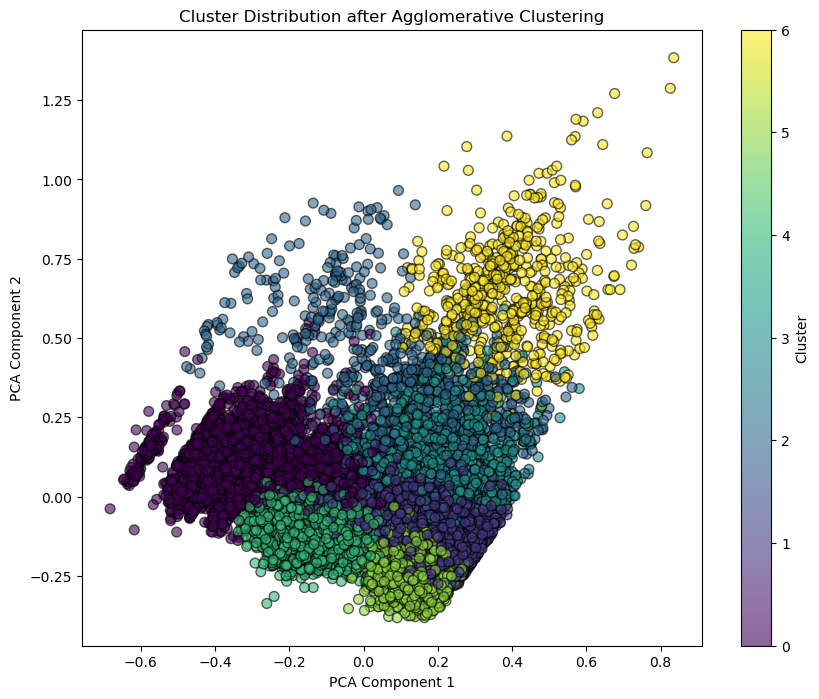 Cluster Distribution after Agglomerative Clustering
PCA Component 2
1.25
1.00
0.75
0.50
0.25
0.00
−0.25
−0.6 −0.4 −0.2 0.0 0.2 0.4 0.6 0.8
PCA Component 1
6
5
4
3
2
1
0
Cluster